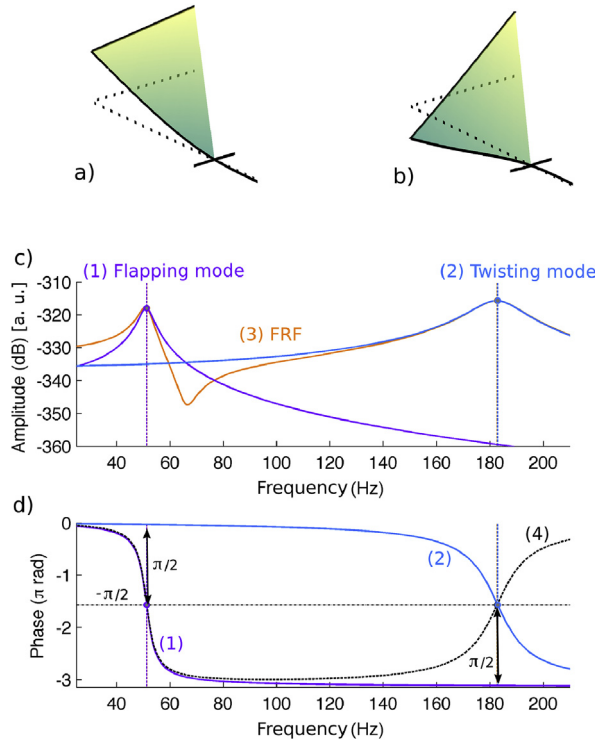 a)
b)
c)
(1) Flapping mode
(2) Twisting mode
-310
-320
-330
-340
-350
-360
Amplitude (dB) [a. u.]
(3) FRF
40 60 80 100 120 140 160 180 200
Frequency (Hz)
d)
0
-1
-2
-3
Phase (π rad)
π/2
-π/2
(1)
(2)
(4)
π/2
40 60 80 100 120 140 160 180 200
Frequency (Hz)